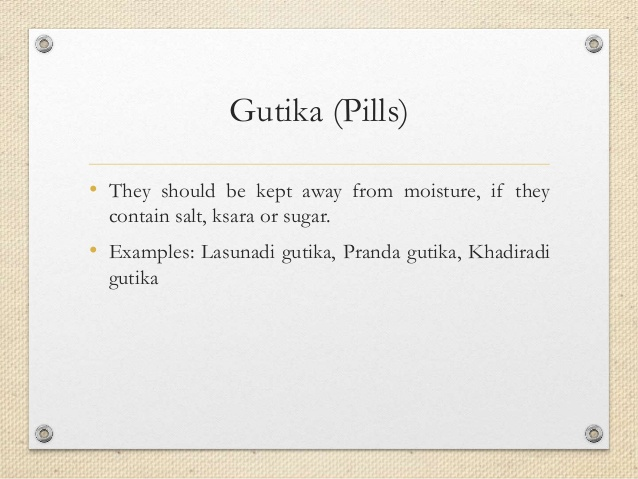 Gutika (Pills)
• They should be kept away from moisture, if they
contain salt, ksara or sugar.
• Examples: Lasunadi gutika, Pranda gutika, Khadiradi
gutika